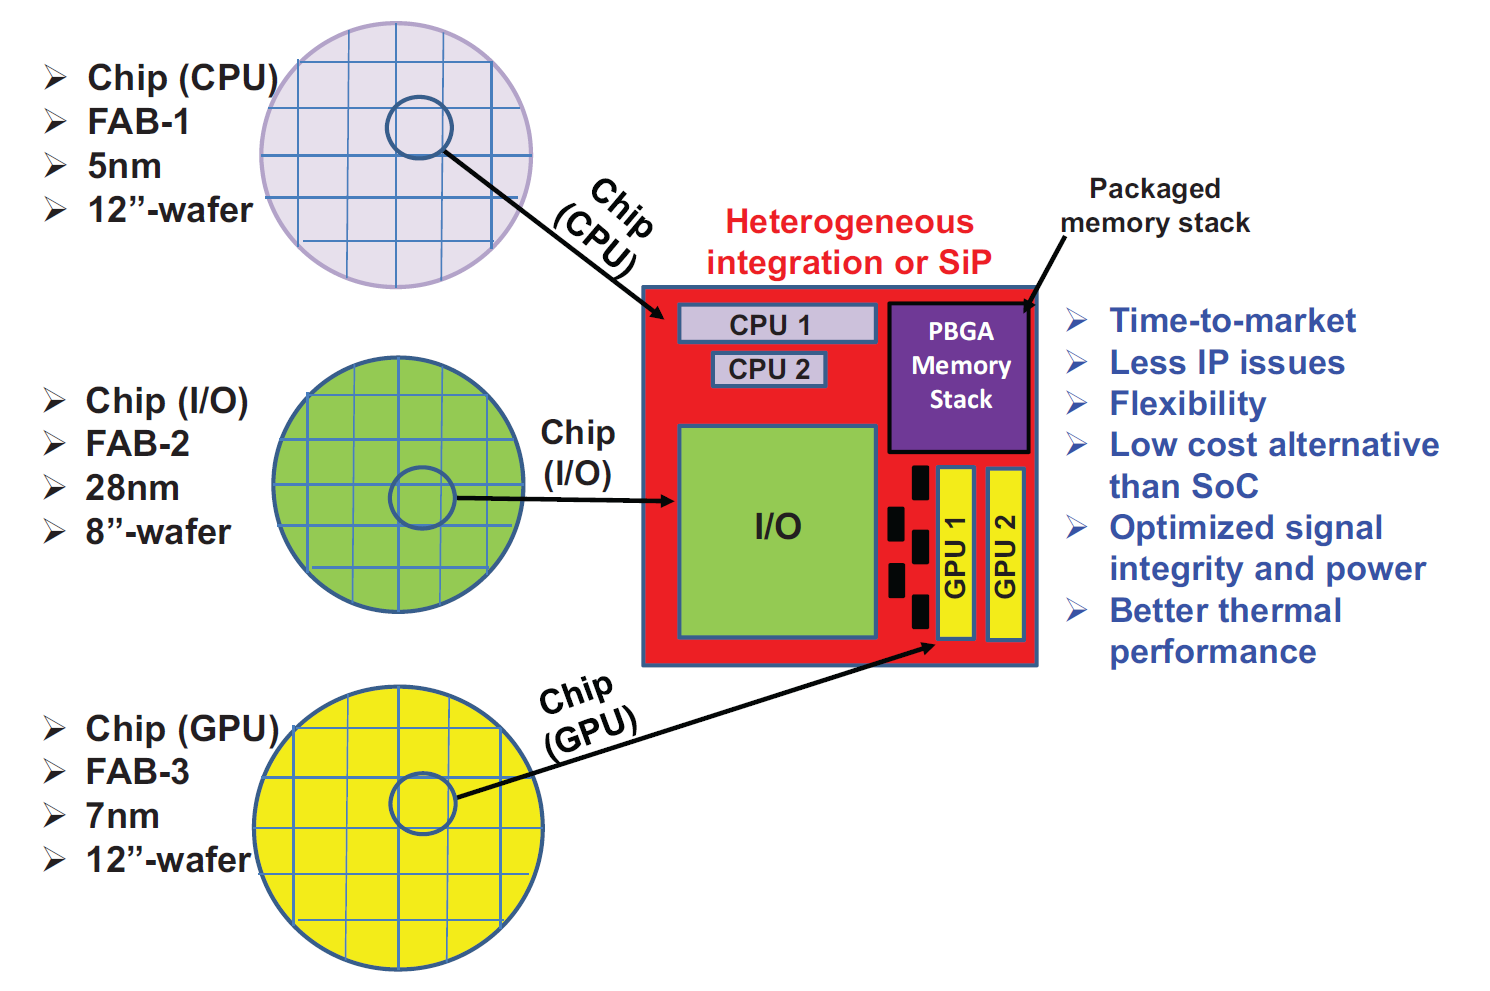 Chip (CPU)
FAB-1
5nm
12”-wafer
Chip
(CPU)
Heterogeneous
integration or SiP
Packaged
memory stack
CPU 1
CPU 2
PBGA
Memory
Stack
Chip (I/O)
FAB-2
28nm
8”-wafer
Chip
(I/O)
I/O
GPU 1
GPU 2
Time-to-market
Less IP issues
Flexibility
Low cost alternative
than SoC
Optimized signal
integrity and power
Better thermal
performance
Chip (GPU)
FAB-3
7nm
12”-wafer
Chip
(GPU)